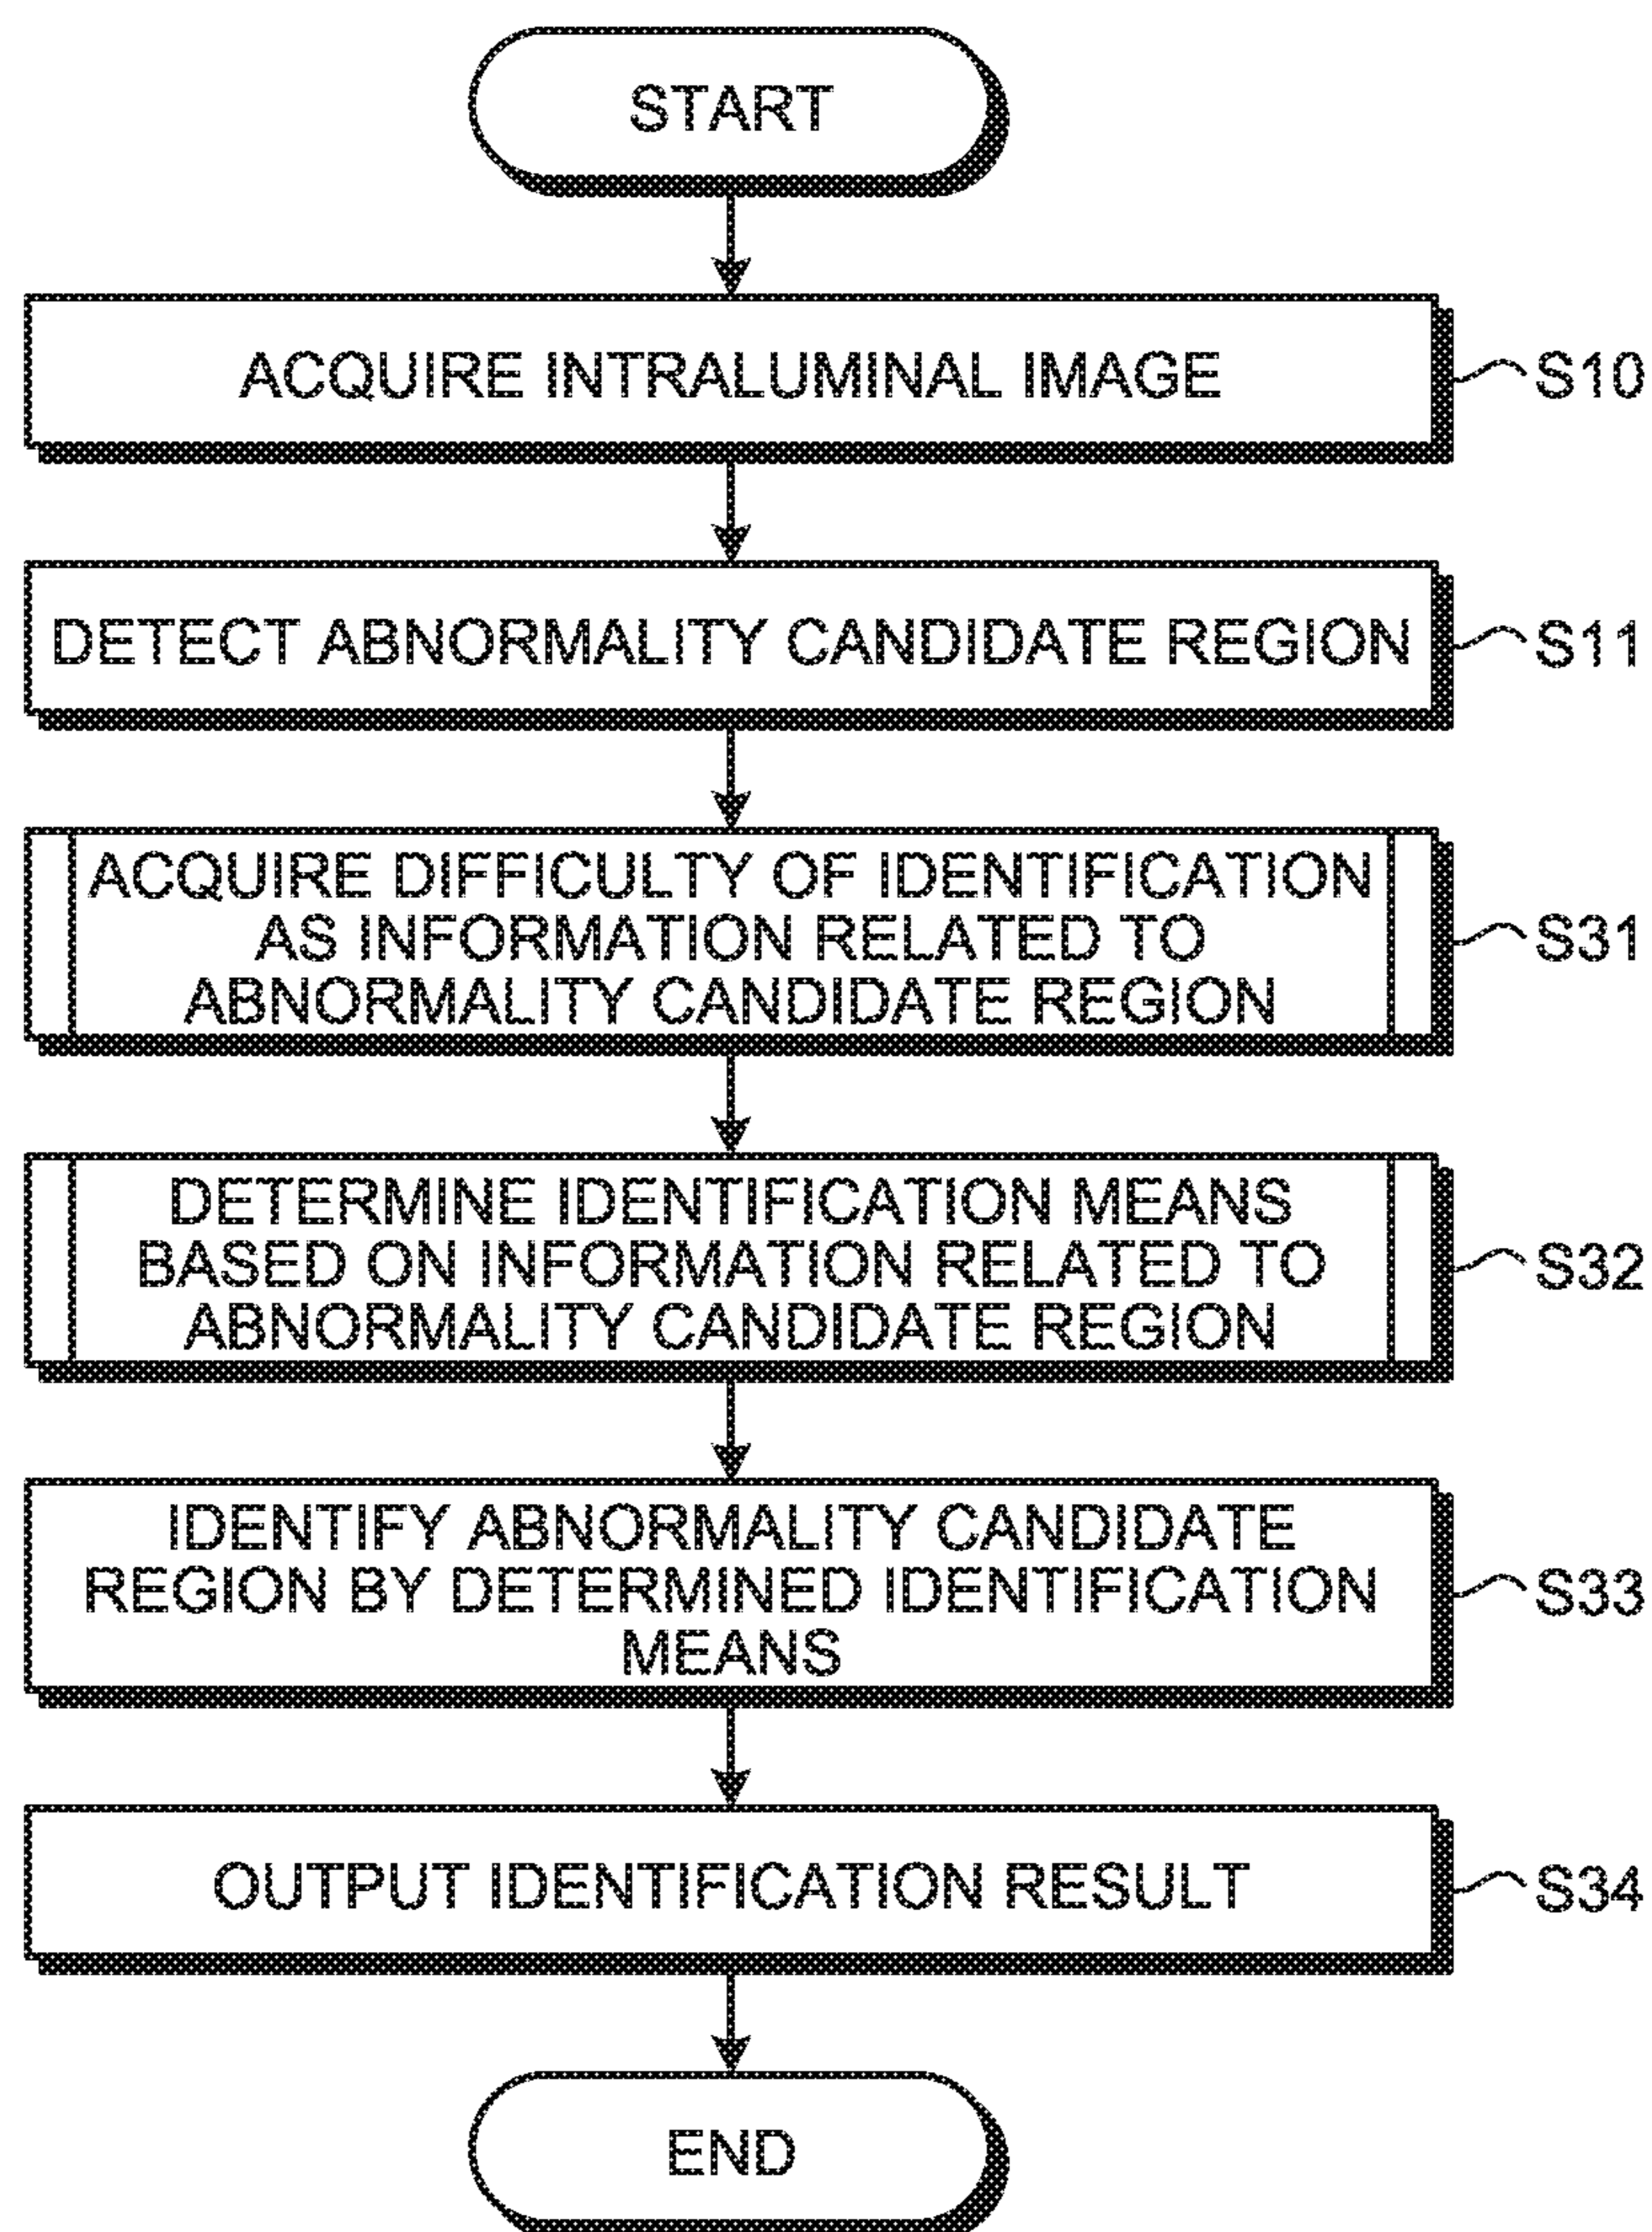 START
ACQUIRE INTRALUMINAL IMAGE
S10
DETECT ABNORMALITY CANDIDATE REGION
S11
ACQUIRE DIFFICULTY OF IDENTIFICATION
AS INFORMATION RELATED TO
ABNORMALITY CANDIDATE REGION
S31
DETERMINE IDENTIFICATION MEANS
BASED ON INFORMATION RELATED TO
ABNORMALITY CANDIDATE REGION
S32
IDENTIFY ABNORMALITY CANDIDATE
REGION BY DETERMINED IDENTIFICATION
MEANS
S33
OUTPUT IDENTIFICATION RESULT
S34
END